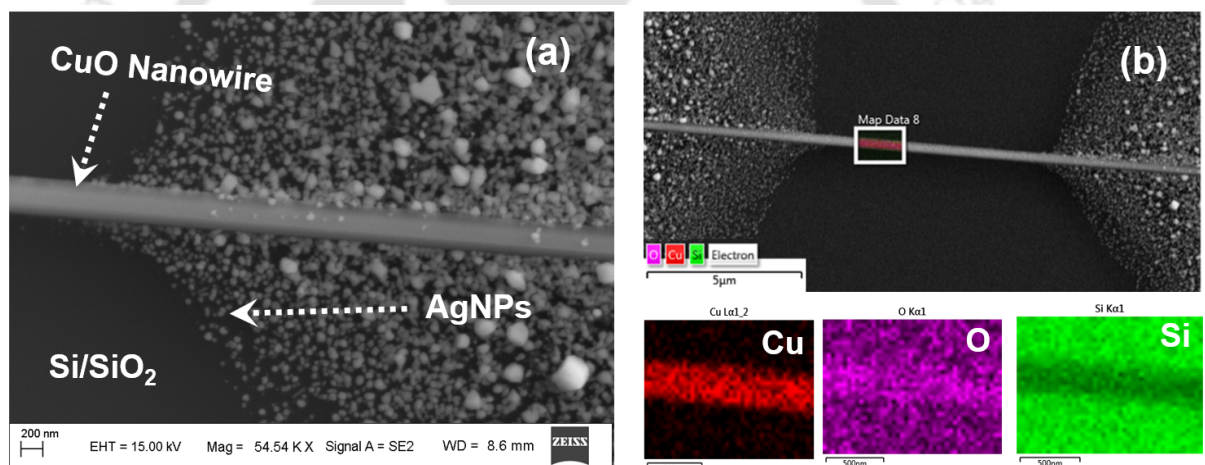 (a)
CuO Nanowire
AgNPs
Si/SiO₂
200 nm
EHT = 15.00 kV Mag = 54.54 K X Signal A = SE2 WD = 8.6 mm ZEISS
(b)
Map Data 8
O Cu Si Electron
5μm
Cu Lα1_2
Cu
O Kα1
O
500nm
Si Kα1
Si
500nm